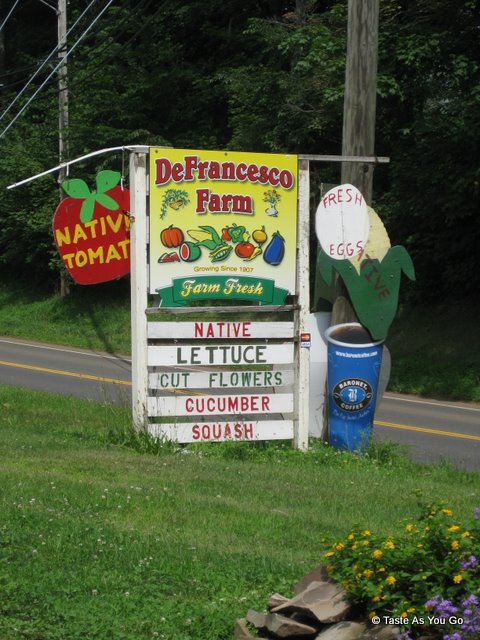 DeFrancesco
Farm
Growing Since 1907
Farm Fresh
NATIVE
LETTUCE
CUT FLOWERS
CUCUMBER
SQUASH
NATIVE
TOMATO
FRESH
EGGS
NATIVE
BARONET
B
COFFEE
© Taste As You Go